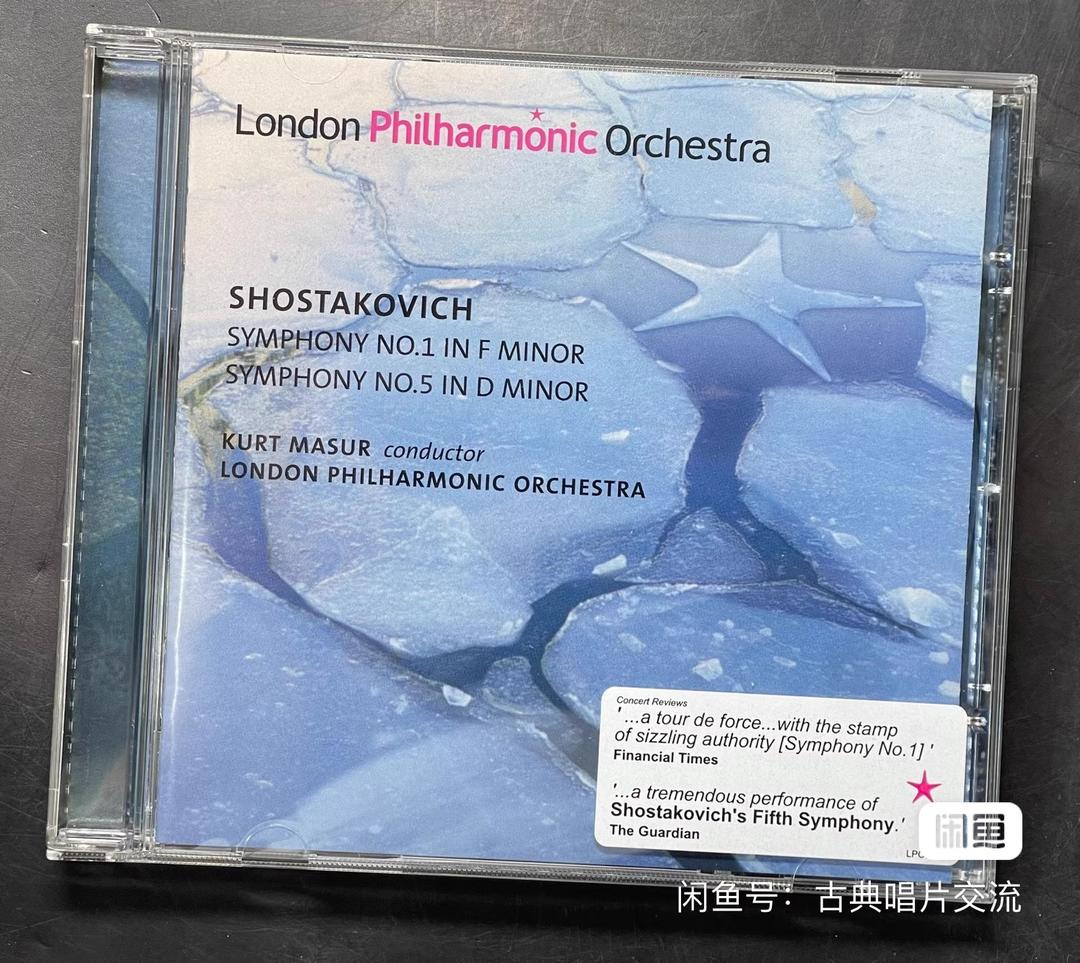 London Philharmonic Orchestra
SHOSTAKOVICH
SYMPHONY NO.1 IN F MINOR
SYMPHONY NO.5 IN D MINOR
KURT MASUR conductor
LONDON PHILHARMONIC ORCHESTRA
Concert Reviews
'...a tour de force...with the stamp
of sizzling authority [Symphony No.1] '
Financial Times
'...a tremendous performance of
Shostakovich's Fifth Symphony.'
The Guardian
闲鱼
闲鱼号：古典唱片交流